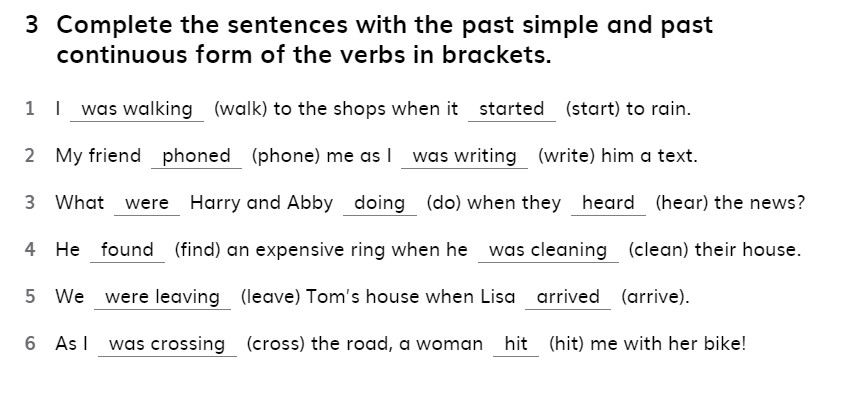 3 Complete the sentences with the past simple and past
continuous form of the verbs in brackets.
1 I was walking (walk) to the shops when it started (start) to rain.
2 My friend phoned (phone) me as I was writing (write) him a text.
3 What were Harry and Abby doing (do) when they heard (hear) the news?
4 He found (find) an expensive ring when he was cleaning (clean) their house.
5 We were leaving (leave) Tom's house when Lisa arrived (arrive).
6 As I was crossing (cross) the road, a woman hit (hit) me with her bike!